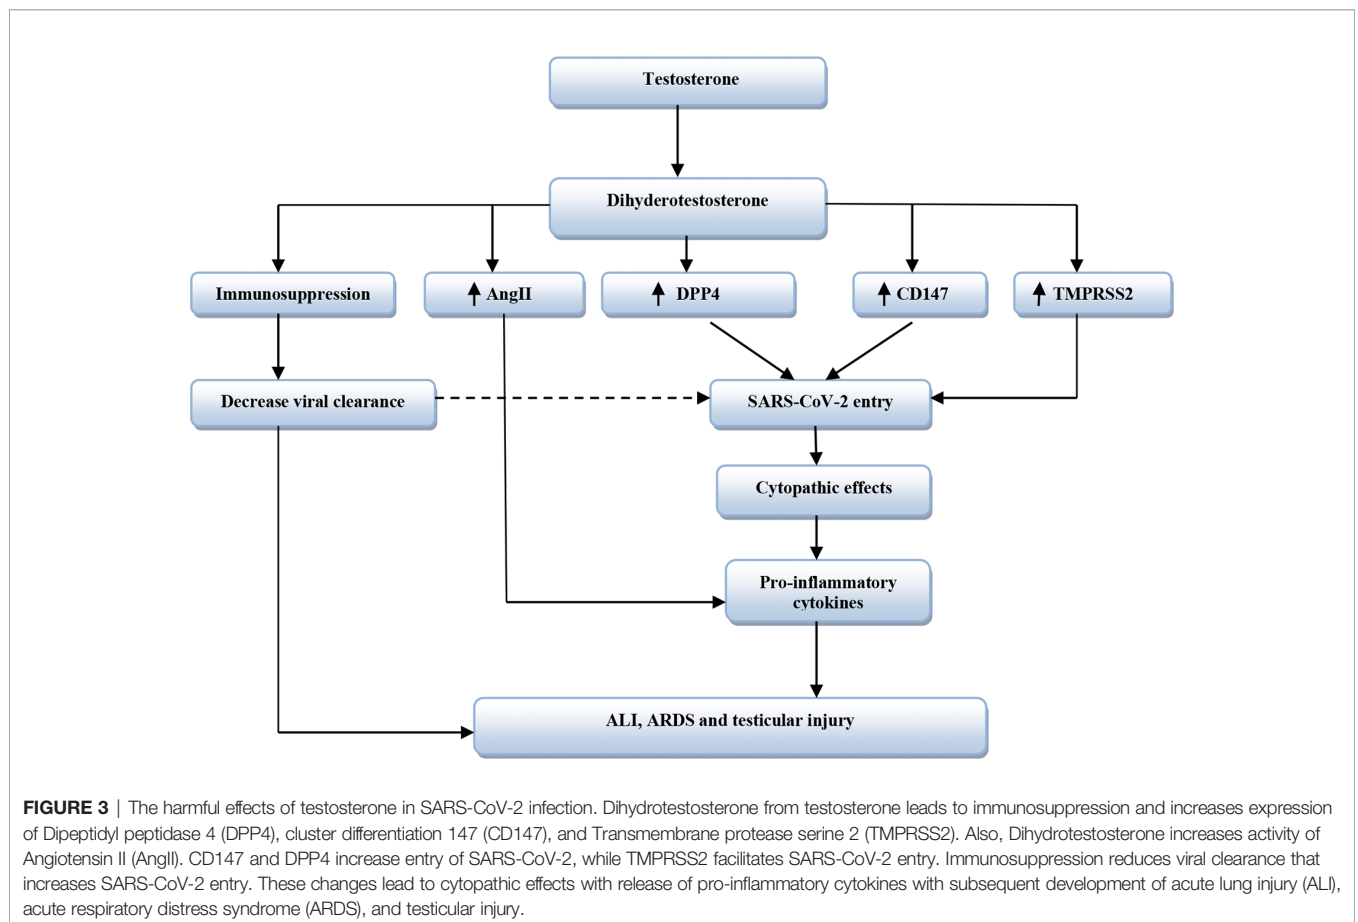 Testosterone
Dihyderotestosterone
Immunosuppression
AngII
DPP4
CD147
TMPRSS2
Decrease viral clearance
SARS-CoV-2 entry
Cytopathic effects
Pro-inflammatory
cytokines
ALI, ARDS and testicular injury
FIGURE 3 | The harmful effects of testosterone in SARS-CoV-2 infection. Dihydrotestosterone from testosterone leads to immunosuppression and increases expression
of Dipeptidyl peptidase 4 (DPP4), cluster differentiation 147 (CD147), and Transmembrane protease serine 2 (TMPRSS2). Also, Dihydrotestosterone increases activity of
Angiotensin II (AngII). CD147 and DPP4 increase entry of SARS-CoV-2, while TMPRSS2 facilitates SARS-CoV-2 entry. Immunosuppression reduces viral clearance that
increases SARS-CoV-2 entry. These changes lead to cytopathic effects with release of pro-inflammatory cytokines with subsequent development of acute lung injury (ALI),
acute respiratory distress syndrome (ARDS), and testicular injury.